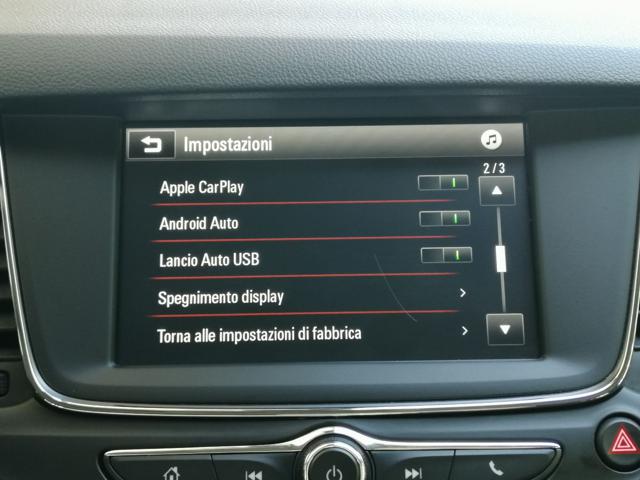 Impostazioni
2/3
Apple CarPlay
Android Auto
Lancio Auto USB
Spegnimento display
Torna alle impostazioni di fabbrica